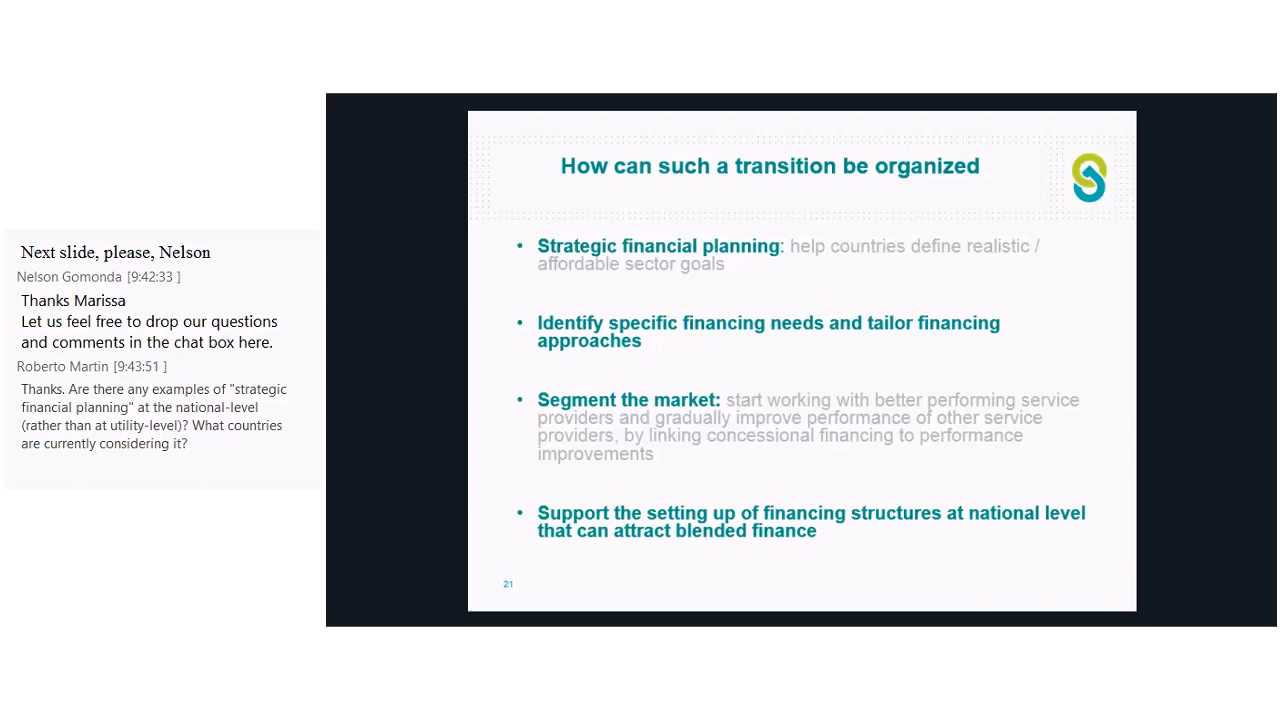 Next slide, please, Nelson
Nelson Gomonda [9:42:33 ]
Thanks Marissa
Let us feel free to drop our questions
and comments in the chat box here.
Roberto Martin [9:43:51 ]
Thanks. Are there any examples of "strategic
financial planning" at the national-level
(rather than at utility-level)? What countries
are currently considering it?
How can such a transition be organized
• Strategic financial planning: help countries define realistic /
affordable sector goals
• Identify specific financing needs and tailor financing
approaches
• Segment the market: start working with better performing service
providers and gradually improve performance of other service
providers, by linking concessional financing to performance
improvements
• Support the setting up of financing structures at national level
that can attract blended finance
21